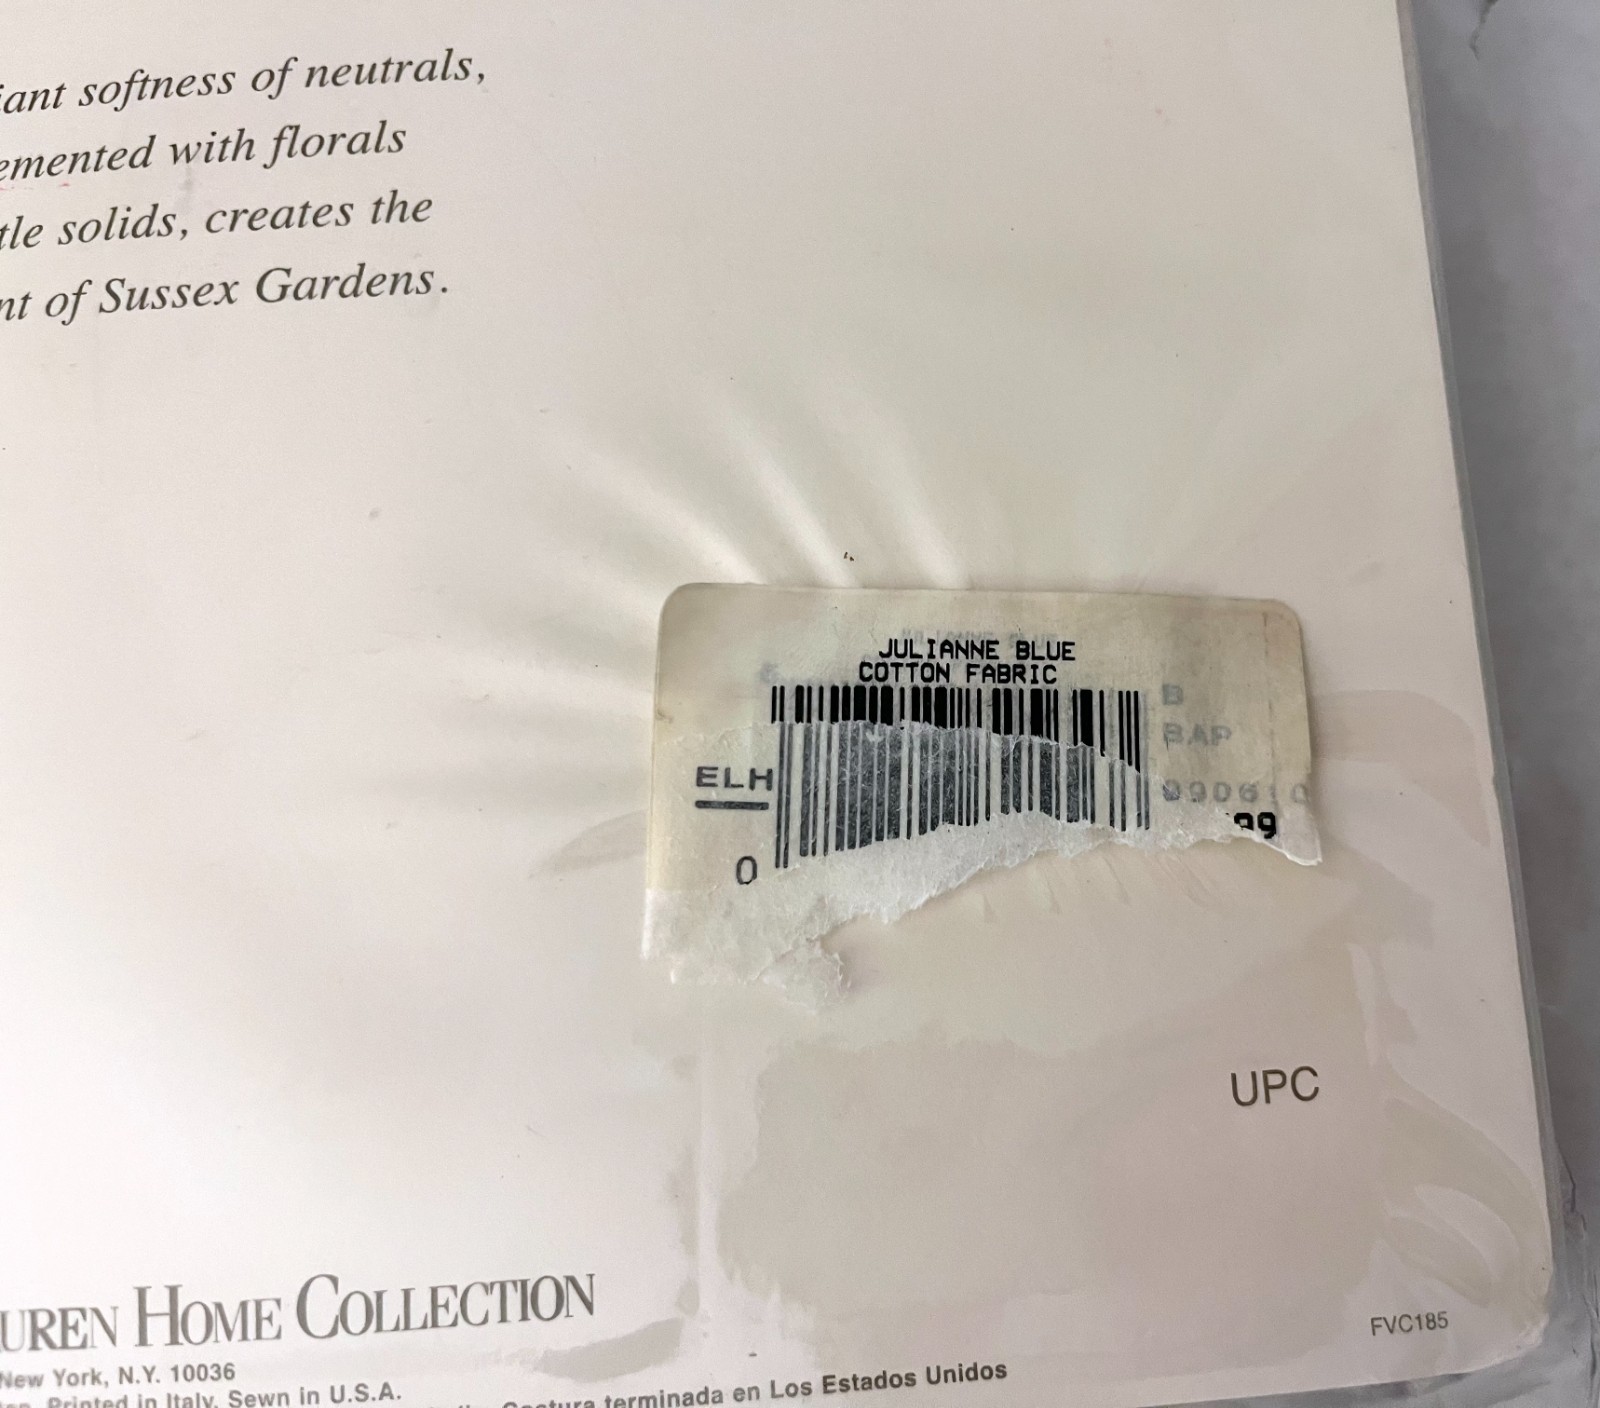 iant softness of neutrals,
emented with florals
tle solids, creates the
nt of Sussex Gardens.
JULIANNE BLUE
COTTON FABRIC
B
BAP
ELH
99
0
UPC
UREN HOME COLLECTION
FVC185
New York, N.Y. 10036
Printed in Italy. Sewn in U.S.A.
terminada en Los Estados Unidos